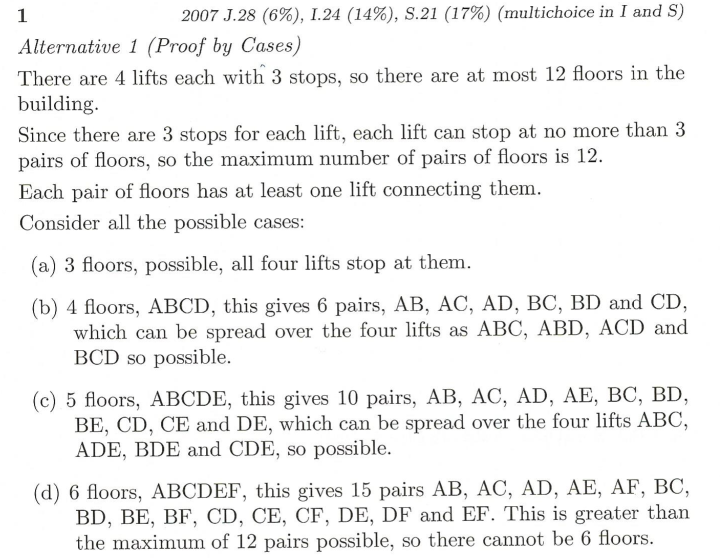 1 2007 J.28 (6%), I.24 (14%), S.21 (17%) (multichoice in I and S)
Alternative 1 (Proof by Cases)
There are 4 lifts each with 3 stops, so there are at most 12 floors in the
building.
Since there are 3 stops for each lift, each lift can stop at no more than 3
pairs of floors, so the maximum number of pairs of floors is 12.
Each pair of floors has at least one lift connecting them.
Consider all the possible cases:
(a) 3 floors, possible, all four lifts stop at them.
(b) 4 floors, ABCD, this gives 6 pairs, AB, AC, AD, BC, BD and CD,
which can be spread over the four lifts as ABC, ABD, ACD and
BCD so possible.
(c) 5 floors, ABCDE, this gives 10 pairs, AB, AC, AD, AE, BC, BD,
BE, CD, CE and DE, which can be spread over the four lifts ABC,
ADE, BDE and CDE, so possible.
(d) 6 floors, ABCDEF, this gives 15 pairs AB, AC, AD, AE, AF, BC,
BD, BE, BF, CD, CE, CF, DE, DF and EF. This is greater than
the maximum of 12 pairs possible, so there cannot be 6 floors.